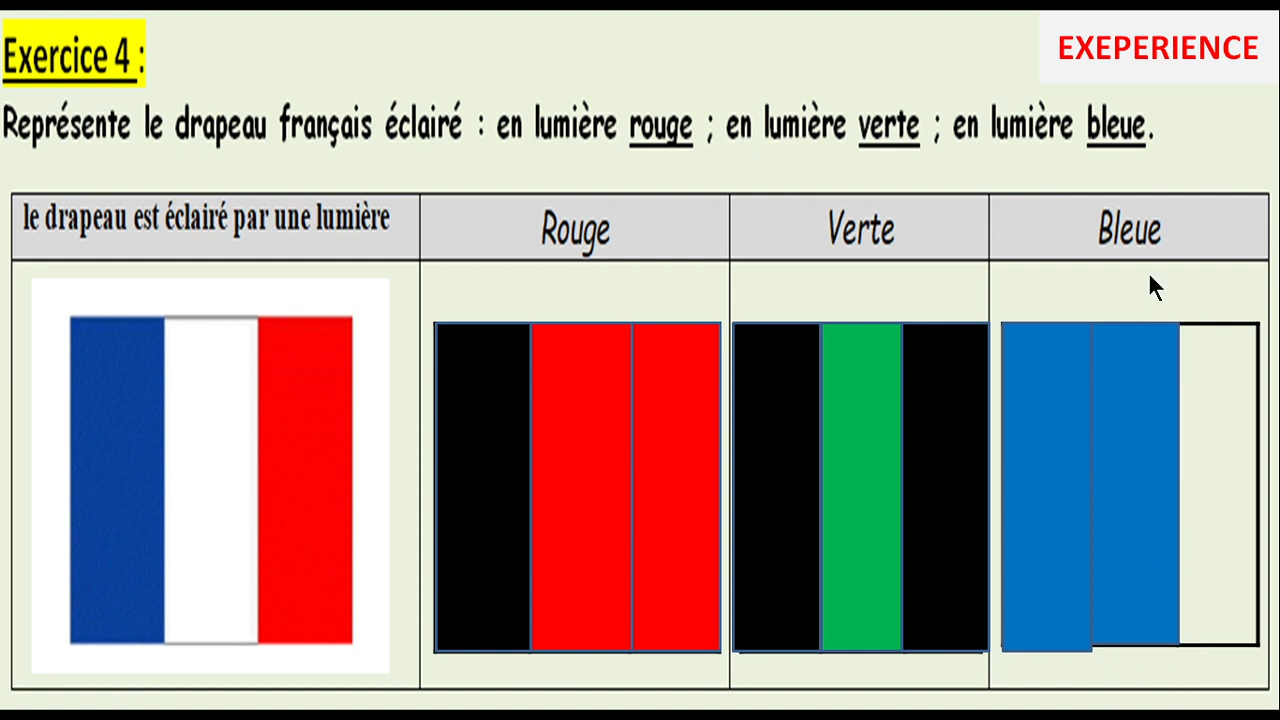 EXEPERIENCE
Exercice 4 :
Représente le drapeau français éclairé : en lumière rouge ; en lumière verte ; en lumière bleue.
le drapeau est éclairé par une lumière
Rouge
Verte
Bleue